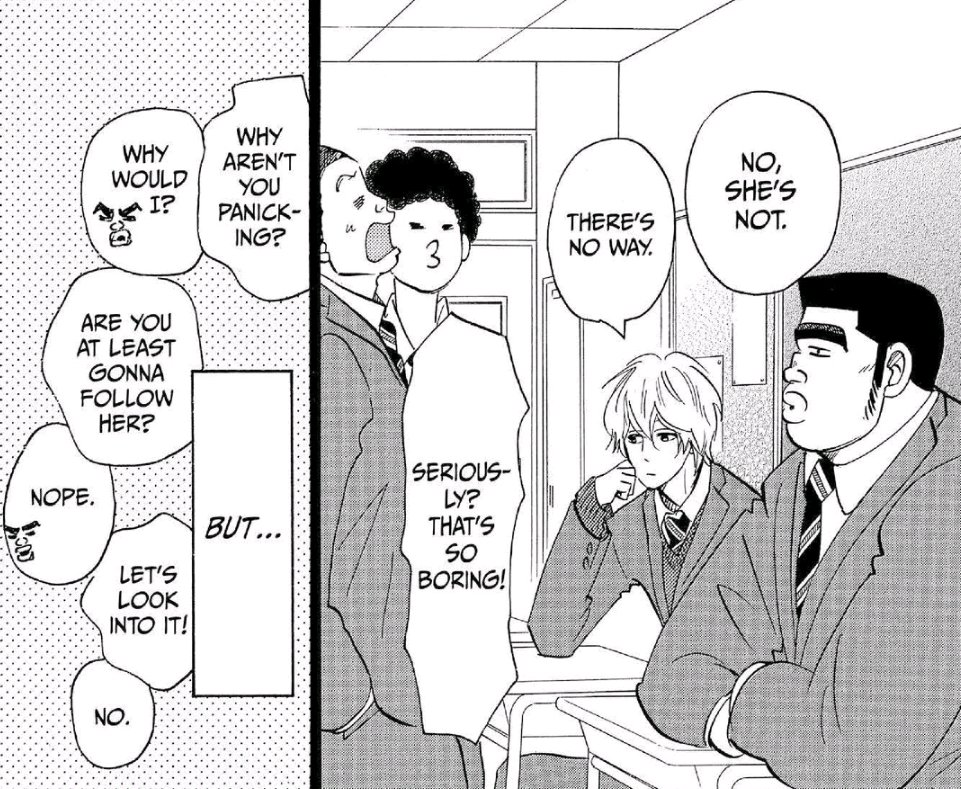 NO,
SHE'S
NOT.
THERE'S
NO WAY.
SERIOUS-
LY?
THAT'S
SO
BORING!
WHY
AREN'T
YOU
PANICK-
ING?
WHY
WOULD
I?
ARE YOU
AT LEAST
GONNA
FOLLOW
HER?
NOPE.
LET'S
LOOK
INTO IT!
NO.
BUT...